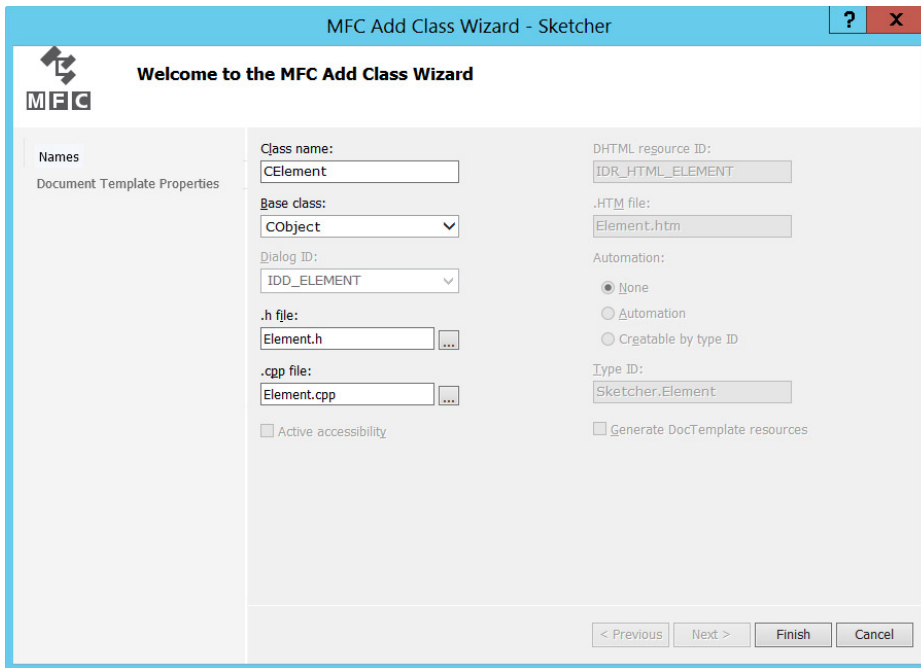 MFC Add Class Wizard - Sketcher
? x
MFC
Welcome to the MFC Add Class Wizard
Names
Document Template Properties
Class name:
CElement
Base class:
CObject
Dialog ID:
IDD_ELEMENT
.h file:
Element.h
...
.cpp file:
Element.cpp
...
Active accessibility
DHTML resource ID:
IDR_HTML_ELEMENT
.HTM file:
Element.htm
Automation:
None
Automation
Creatable by type ID
Type ID:
Sketcher.Element
Generate DocTemplate resources
< Previous Next > Finish Cancel